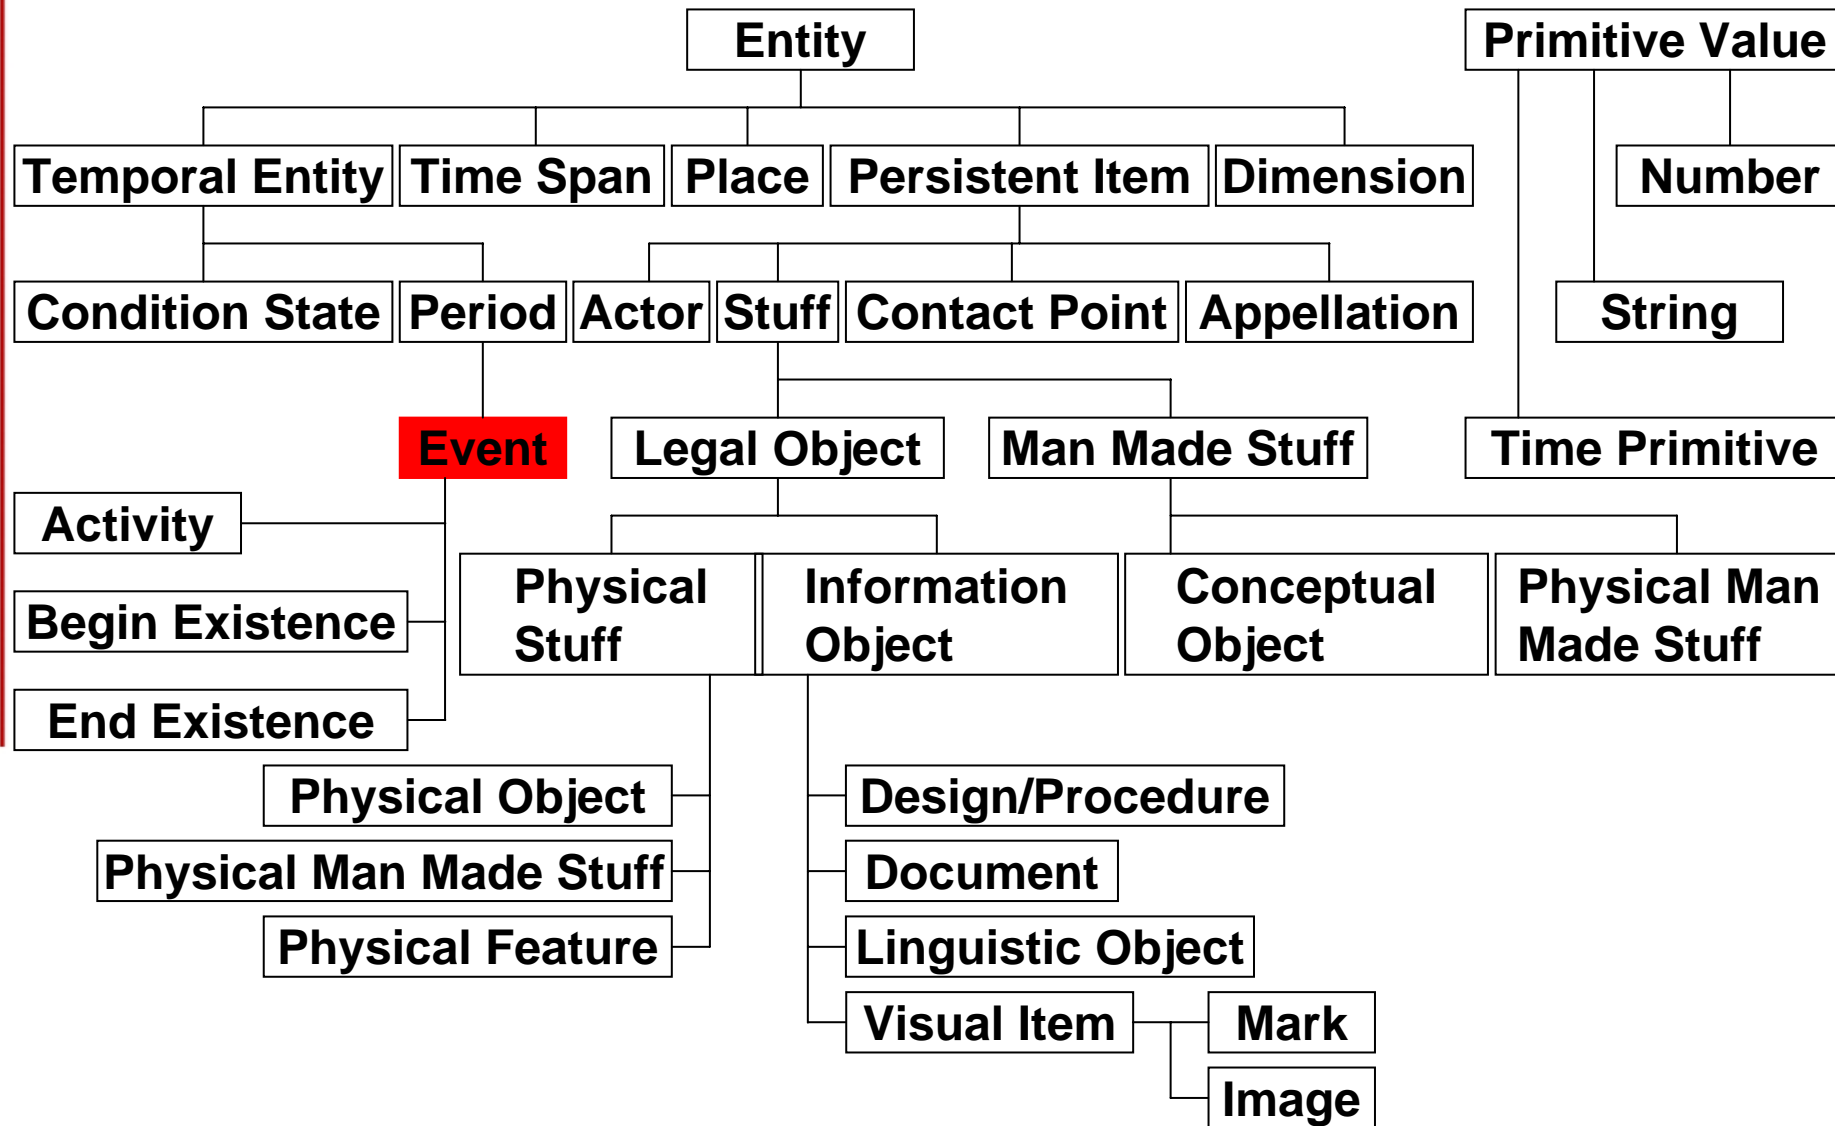 Entity
Primitive Value
Temporal Entity
Time Span
Place
Persistent Item
Dimension
Number
Condition State
Period
Actor
Stuff
Contact Point
Appellation
String
Event
Legal Object
Man Made Stuff
Time Primitive
Activity
Physical
Stuff
Information
Object
Conceptual
Object
Physical Man
Made Stuff
Begin Existence
End Existence
Physical Object
Design/Procedure
Physical Man Made Stuff
Document
Physical Feature
Linguistic Object
Visual Item
Mark
Image